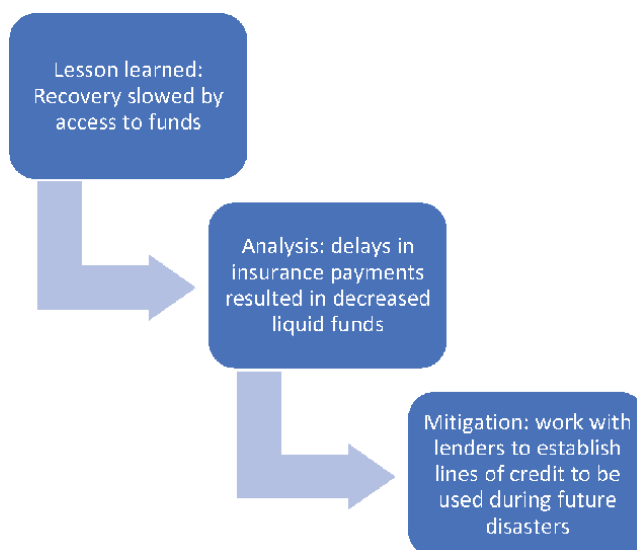 Lesson learned:
Recovery slowed by
access to funds
Analysis: delays in
insurance payments
resulted in decreased
liquid funds
Mitigation: work with
lenders to establish
lines of credit to be
used during future
disasters